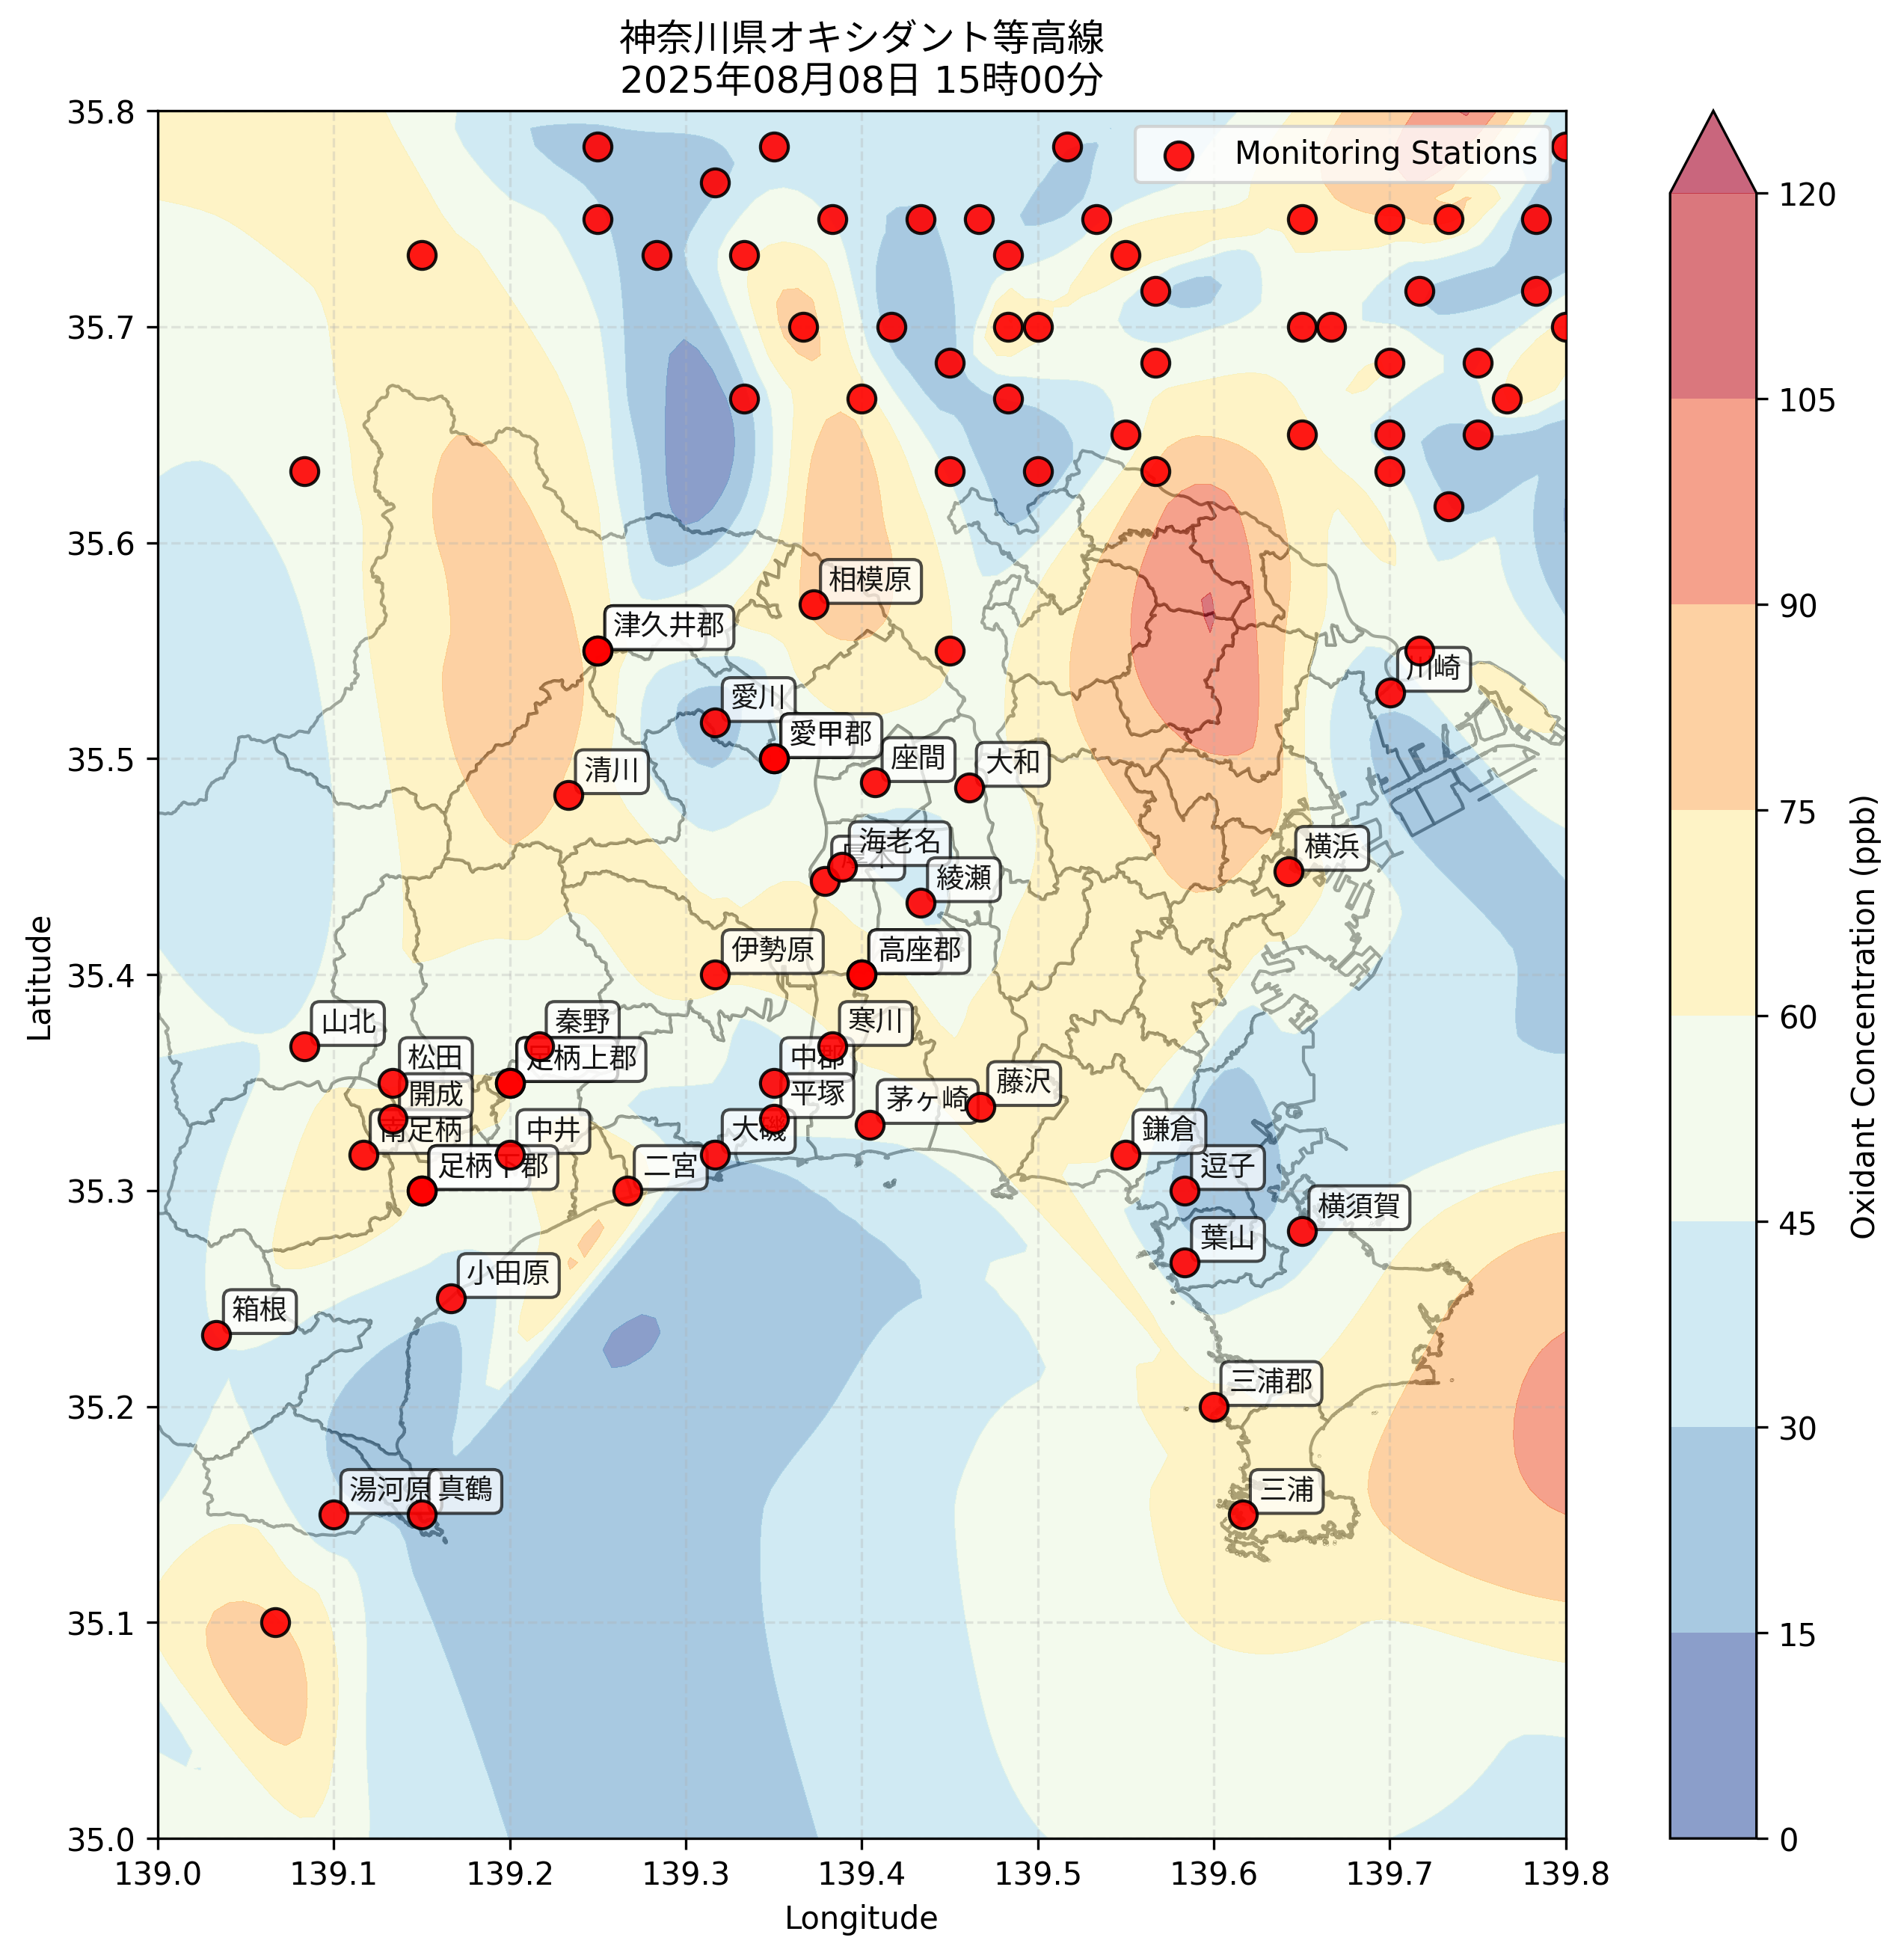 神奈川県オキシダント等高線
2025年08月08日 15時00分
Monitoring Stations
35.8
35.7
35.6
35.5
35.4
35.3
35.2
35.1
35.0
Latitude
139.0
139.1
139.2
139.3
139.4
139.5
139.6
139.7
139.8
Longitude
相模原
津久井郡
川崎
愛川
愛甲郡
座間
大和
清川
海老名
横浜
綾瀬
伊勢原
高座郡
山北
秦野
寒川
松田
足柄上郡
中郡
開成
平塚
茅ヶ崎
藤沢
南足柄
中井
大磯
鎌倉
足柄下郡
二宮
逗子
横須賀
葉山
小田原
箱根
三浦郡
湯河原
真鶴
三浦
120
105
90
75
60
45
30
15
0
Oxidant Concentration (ppb)